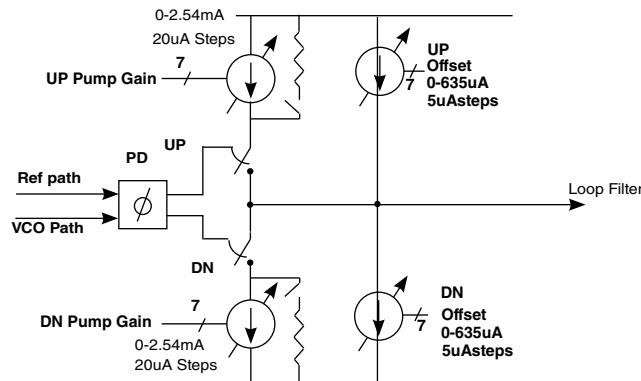 0-2.54mA
20uA Steps
7
UP Pump Gain
UP
Offset
0-635uA
5uAsteps
7
UP
PD
Ref path
VCO Path
Loop Filter
DN
7
DN Pump Gain
0-2.54mA
20uA Steps
DN
Offset
0-635uA
5uAsteps
7